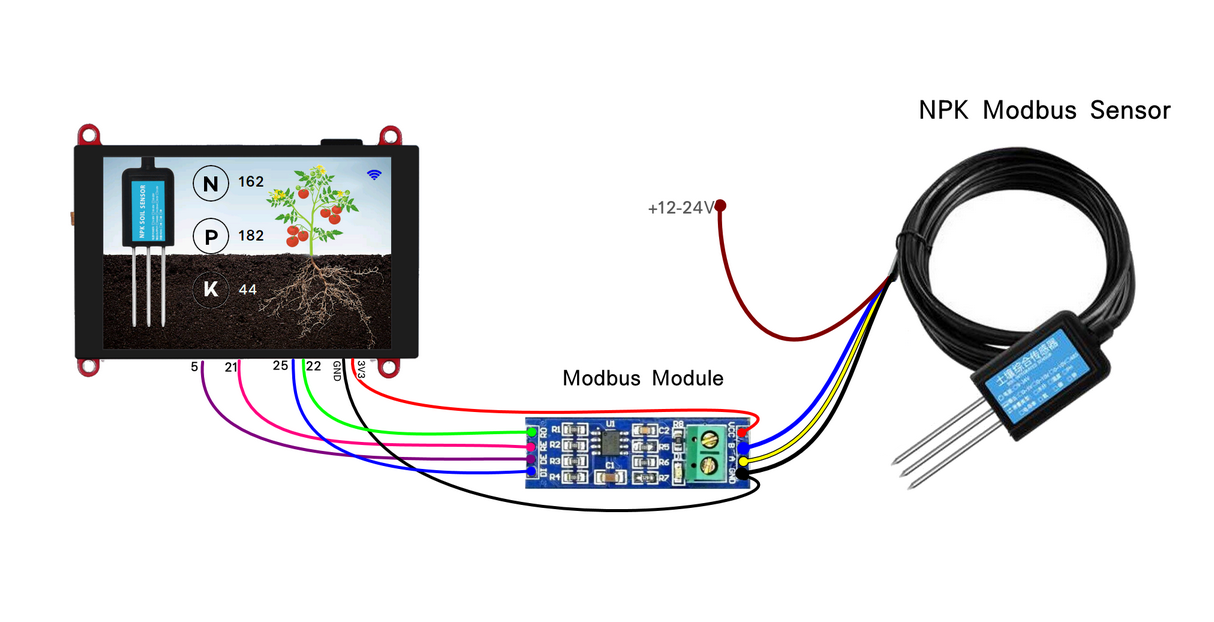 NPK Modbus Sensor
N 162
P 182
K 44
NPK SOIL SENSOR
+12-24V
5 21 25 22 GND 3V3
Modbus Module
RO
RE
DE
DI
R1
R2
R3
R4
U1
C1
C2
R5
R6
R7
R8
VCC
B
A
GND
土壤综合传感器